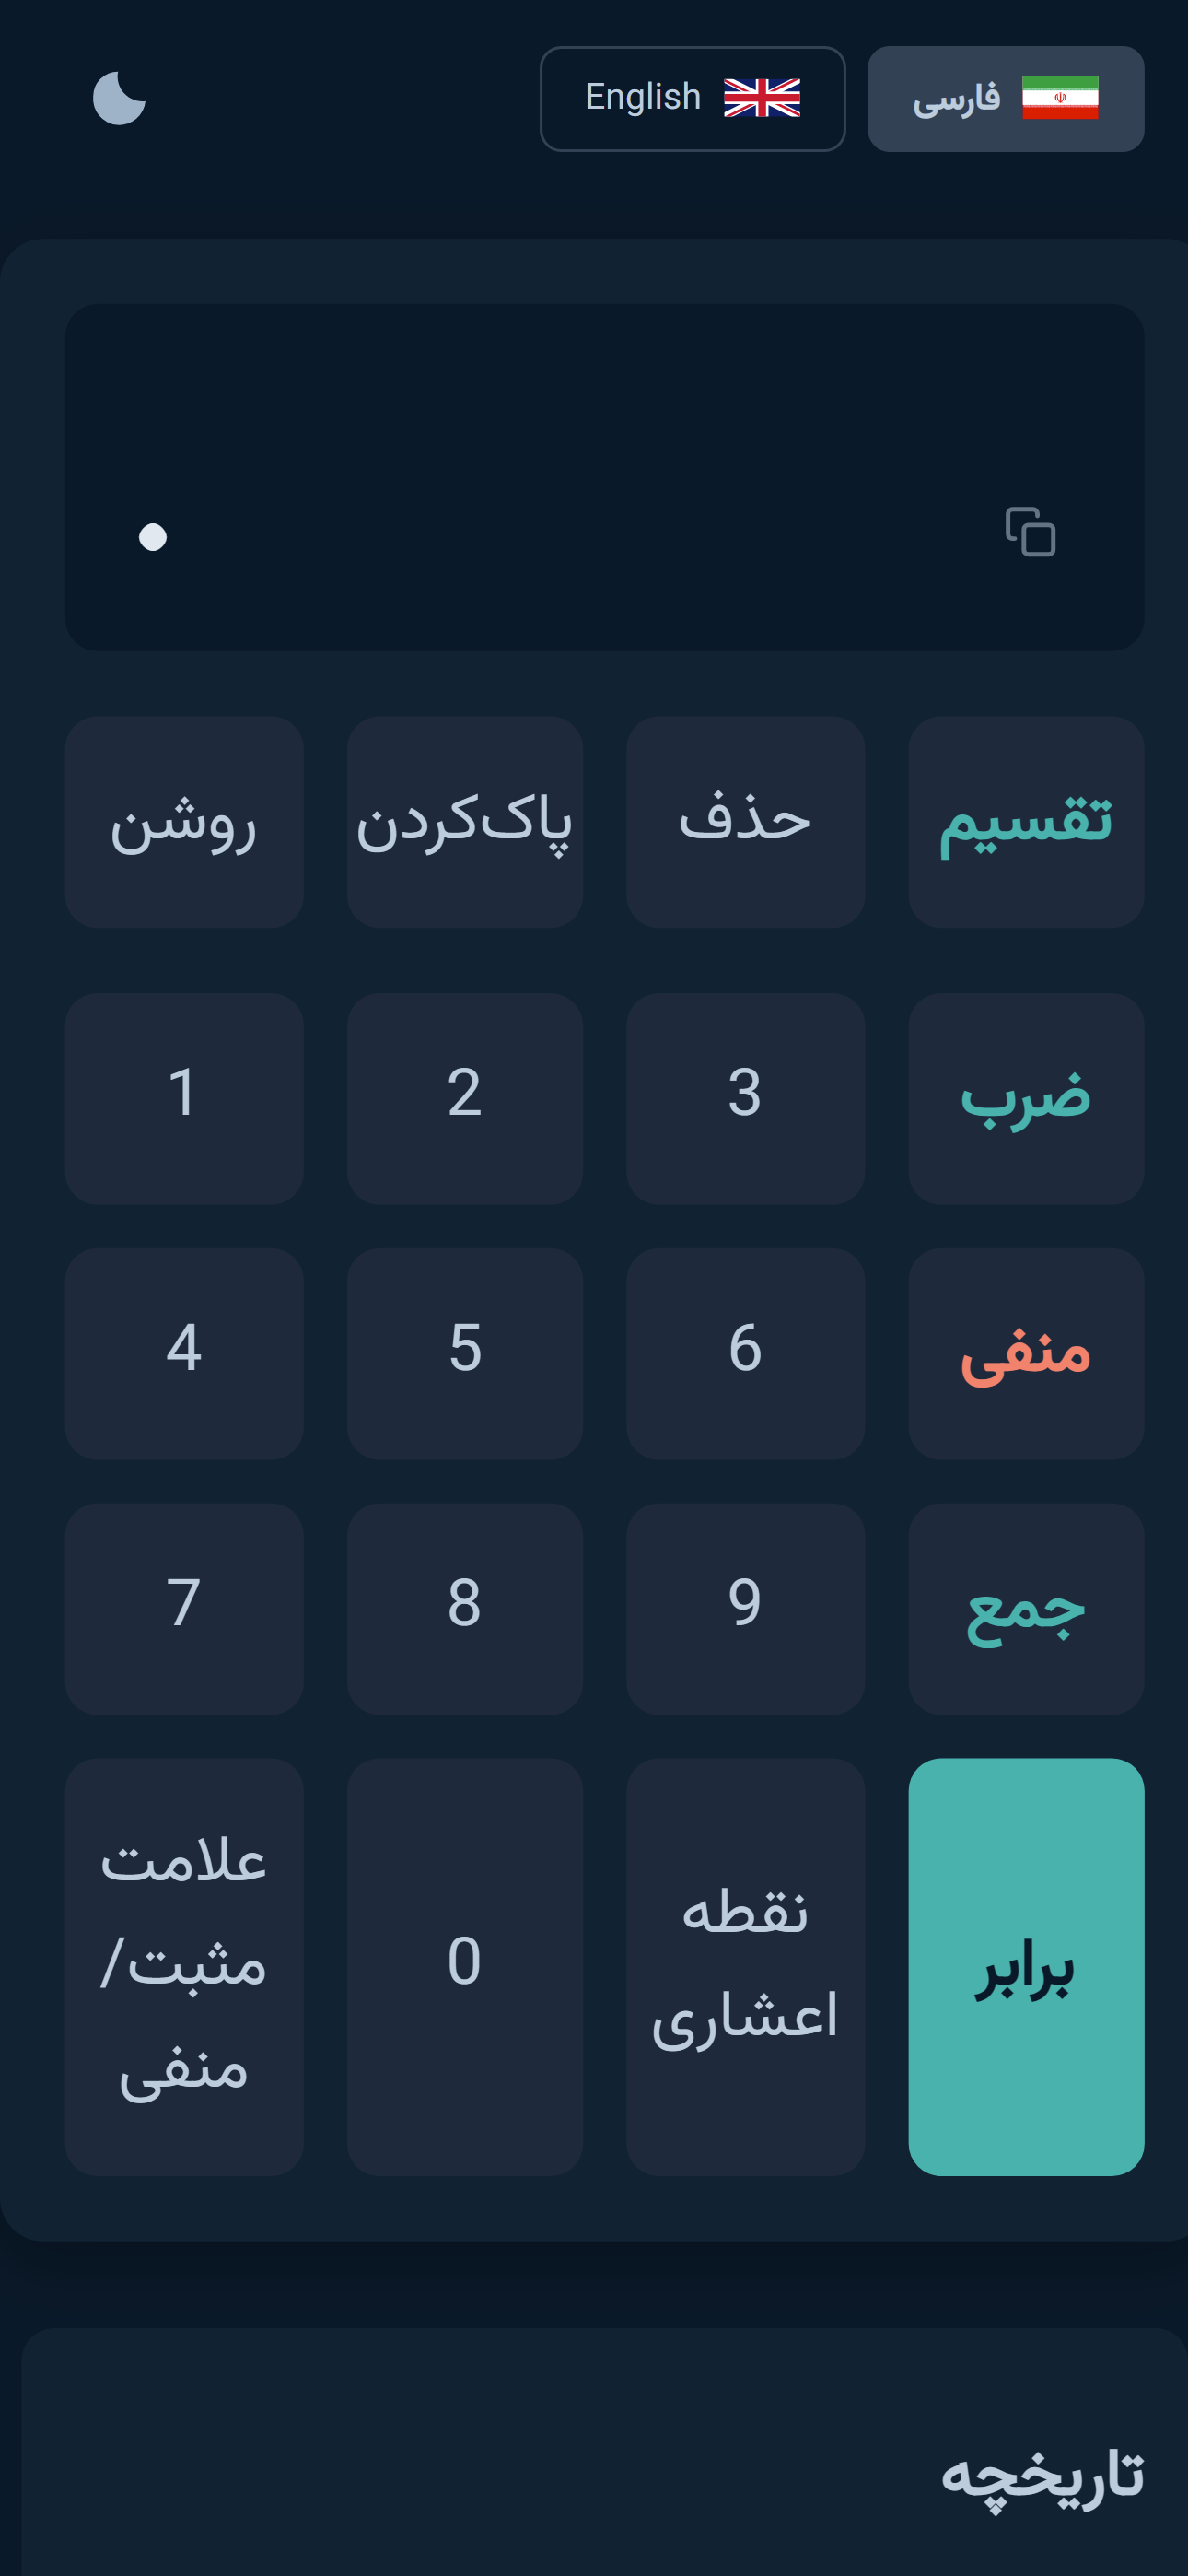 فارسی
English
۰
تقسیم
حذف
پاک‌کردن
روشن
ضرب
3
2
1
منفی
6
5
4
جمع
9
8
7
برابر
نقطه
اعشاری
0
علامت
مثبت/
منفی
تاریخچه